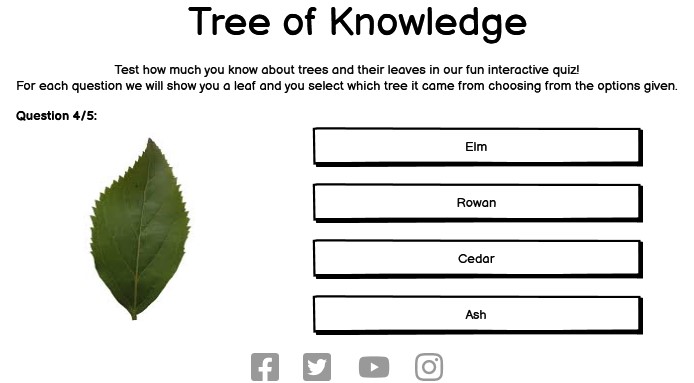 Tree of Knowledge
Test how much you know about trees and their leaves in our fun interactive quiz!
For each question we will show you a leaf and you select which tree it came from choosing from the options given.
Question 4/5:
Elm
Rowan
Cedar
Ash